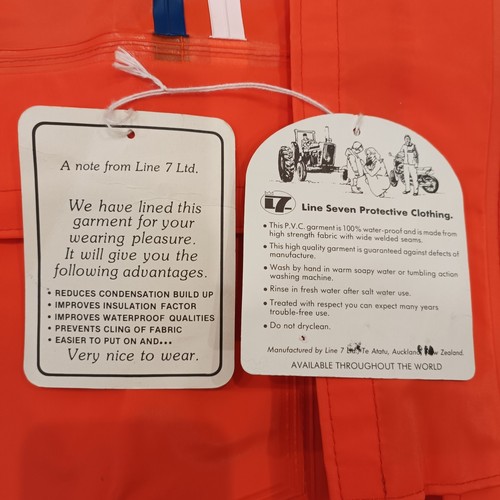 A note from Line 7 Ltd.
We have lined this
garment for your
wearing pleasure.
It will give you the
following advantages.
• REDUCES CONDENSATION BUILD UP
• IMPROVES INSULATION FACTOR
• IMPROVES WATERPROOF QUALITIES
• PREVENTS CLING OF FABRIC
• EASIER TO PUT ON AND...
Very nice to wear.
L7 Line Seven Protective Clothing.
• This P.V.C. garment is 100% water-proof and is made from
high strength fabric with wide welded seams.
• This high quality garment is guaranteed against defects of
manufacture.
• Wash by hand in warm soapy water or tumbling action
washing machine.
• Rinse in fresh water after salt water use.
• Treated with respect you can expect many years
trouble-free use.
• Do not dryclean.
Manufactured by Line 7 Ltd. Te Atatu, Auckland, New Zealand.
AVAILABLE THROUGHOUT THE WORLD